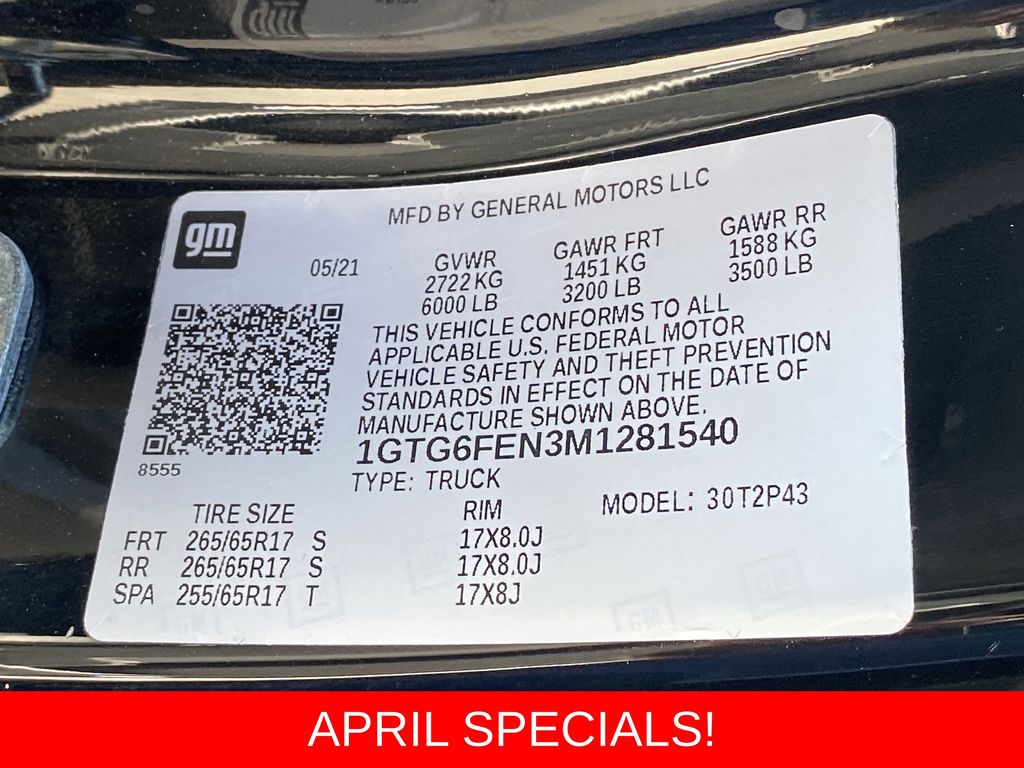 MFD BY GENERAL MOTORS LLC
gm
05/21
GVWR
2722 KG
6000 LB
GAWR FRT
1451 KG
3200 LB
GAWR RR
1588 KG
3500 LB
THIS VEHICLE CONFORMS TO ALL
APPLICABLE U.S. FEDERAL MOTOR
VEHICLE SAFETY AND THEFT PREVENTION
STANDARDS IN EFFECT ON THE DATE OF
MANUFACTURE SHOWN ABOVE.
1GTG6FEN3M1281540
8555
TYPE: TRUCK
MODEL: 30T2P43
TIRE SIZE RIM
FRT 265/65R17 S 17X8.0J
RR 265/65R17 S 17X8.0J
SPA 255/65R17 T 17X8J
GM
GM
APRIL SPECIALS!